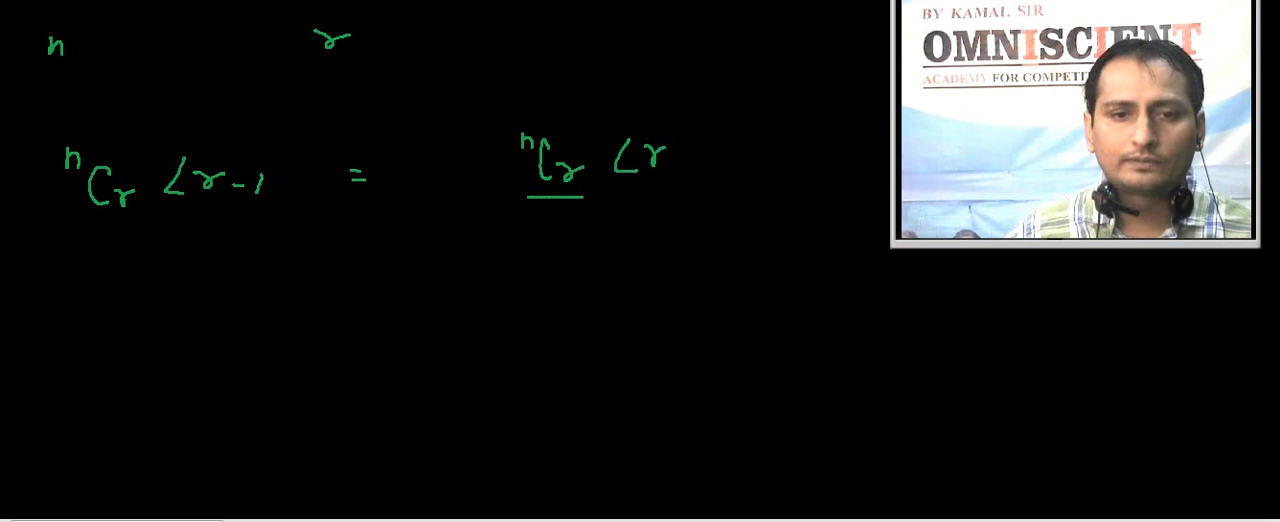 n r
ⁿCᵣ ∠r-1 = ⁿCᵣ ∠r
BY KAMAL SIR
OMNISCIENT
ACADEMY FOR COMPETIT